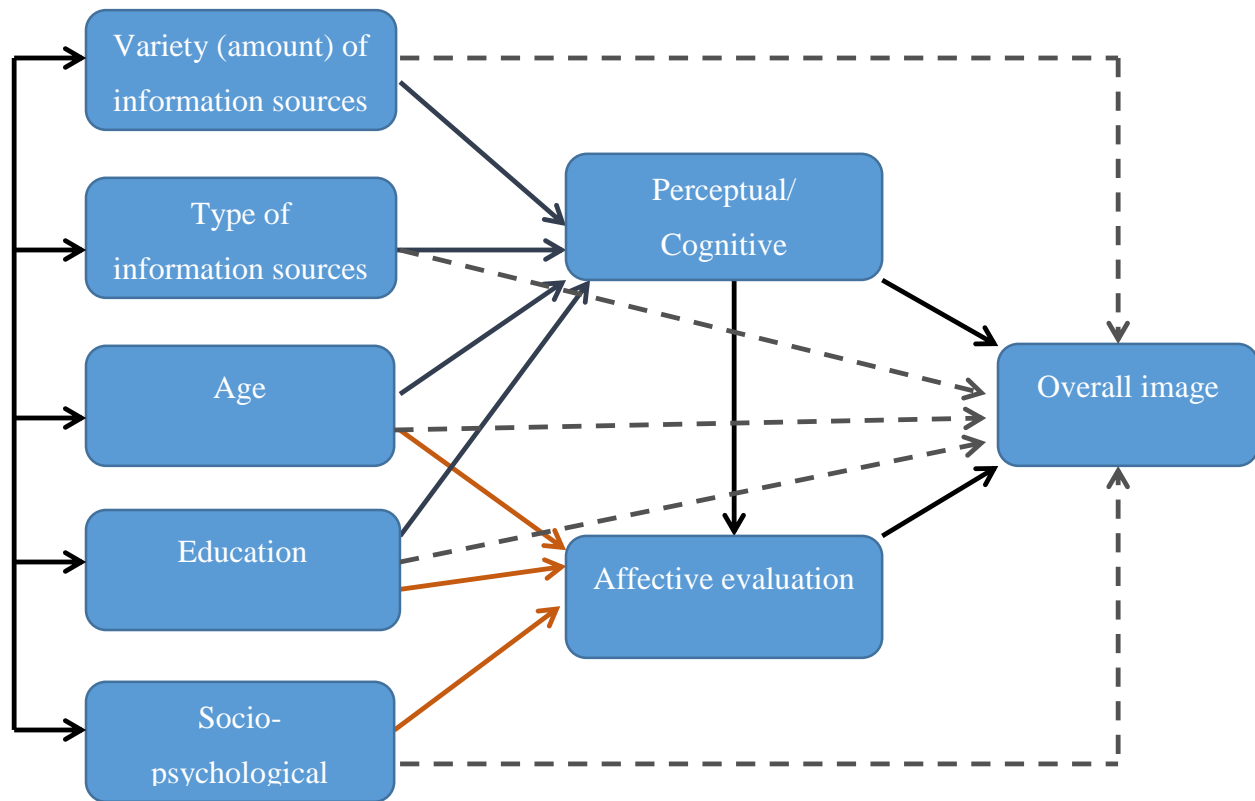 Variety (amount) of
information sources
Type of
information sources
Age
Education
Socio-
psychological
Perceptual/
Cognitive
Affective evaluation
Overall image